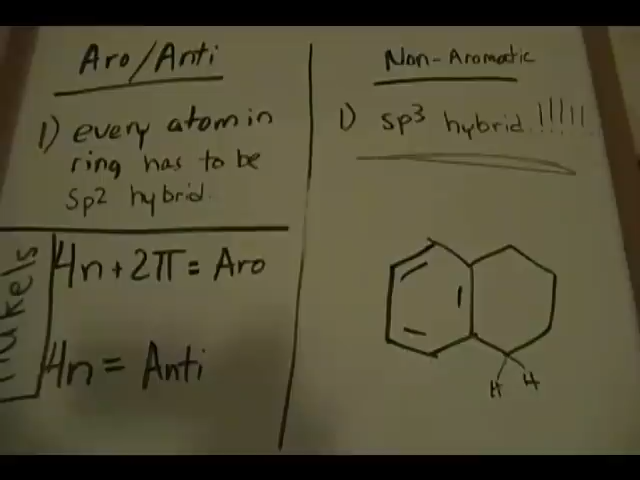 Aro/Anti
1) every atom in
ring has to be
sp2 hybrid.
4n+2π = Aro
4n = Anti
Non-Aromatic
1) sp³ hybrid!!!!!
H H